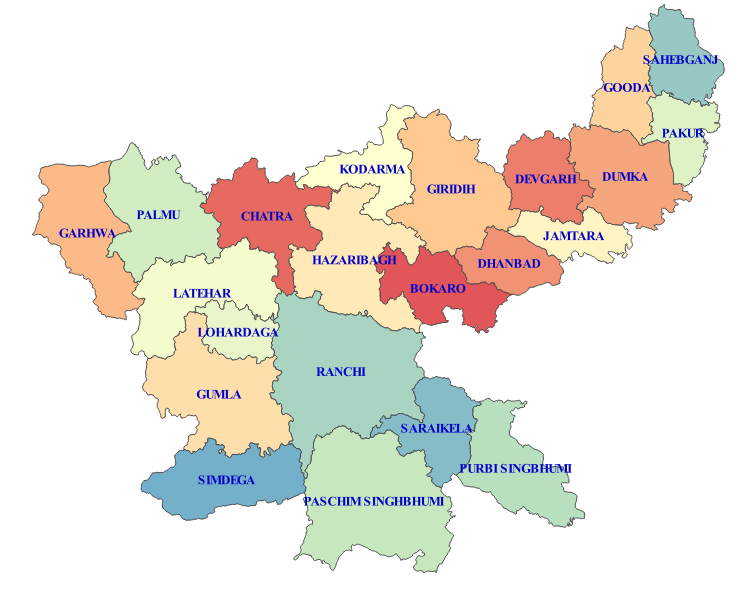 SAHEBGANJ
GOODA
PAKUR
KODARMA
GIRIDIH
DEVGARH
DUMKA
PALMU
CHATRA
GARHWA
JAMTARA
HAZARIBAGH
DHANBAD
LATEHAR
BOKARO
LOHARDAGA
RANCHI
GUMLA
SARAIKELA
PURBI SINGBHUMI
SIMDEGA
PASCHIM SINGHBHUMI